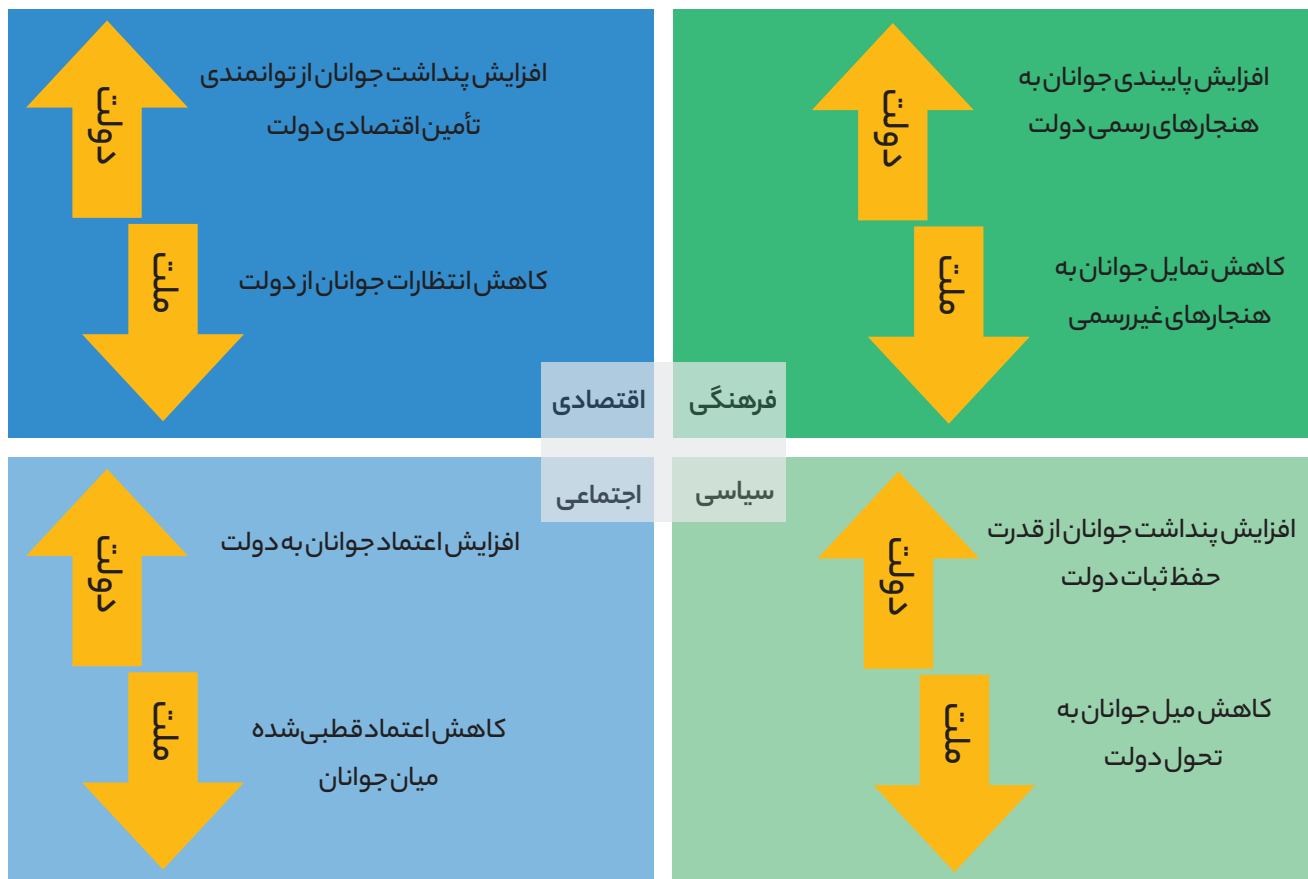 افزایش پایبندی جوانان به
هنجارهای رسمی دولت
دولت
کاهش تمایل جوانان به
هنجارهای غیررسمی
ملت
فرهنگی
افزایش پنداشت جوانان از توانمندی
تأمین اقتصادی دولت
دولت
کاهش انتظارات جوانان از دولت
ملت
اقتصادی
سیاسی
افزایش پنداشت جوانان از قدرت
حفظ ثبات دولت
دولت
کاهش میل جوانان به
تحول دولت
ملت
اجتماعی
افزایش اعتماد جوانان به دولت
دولت
کاهش اعتماد قطبی‌شده
میان جوانان
ملت